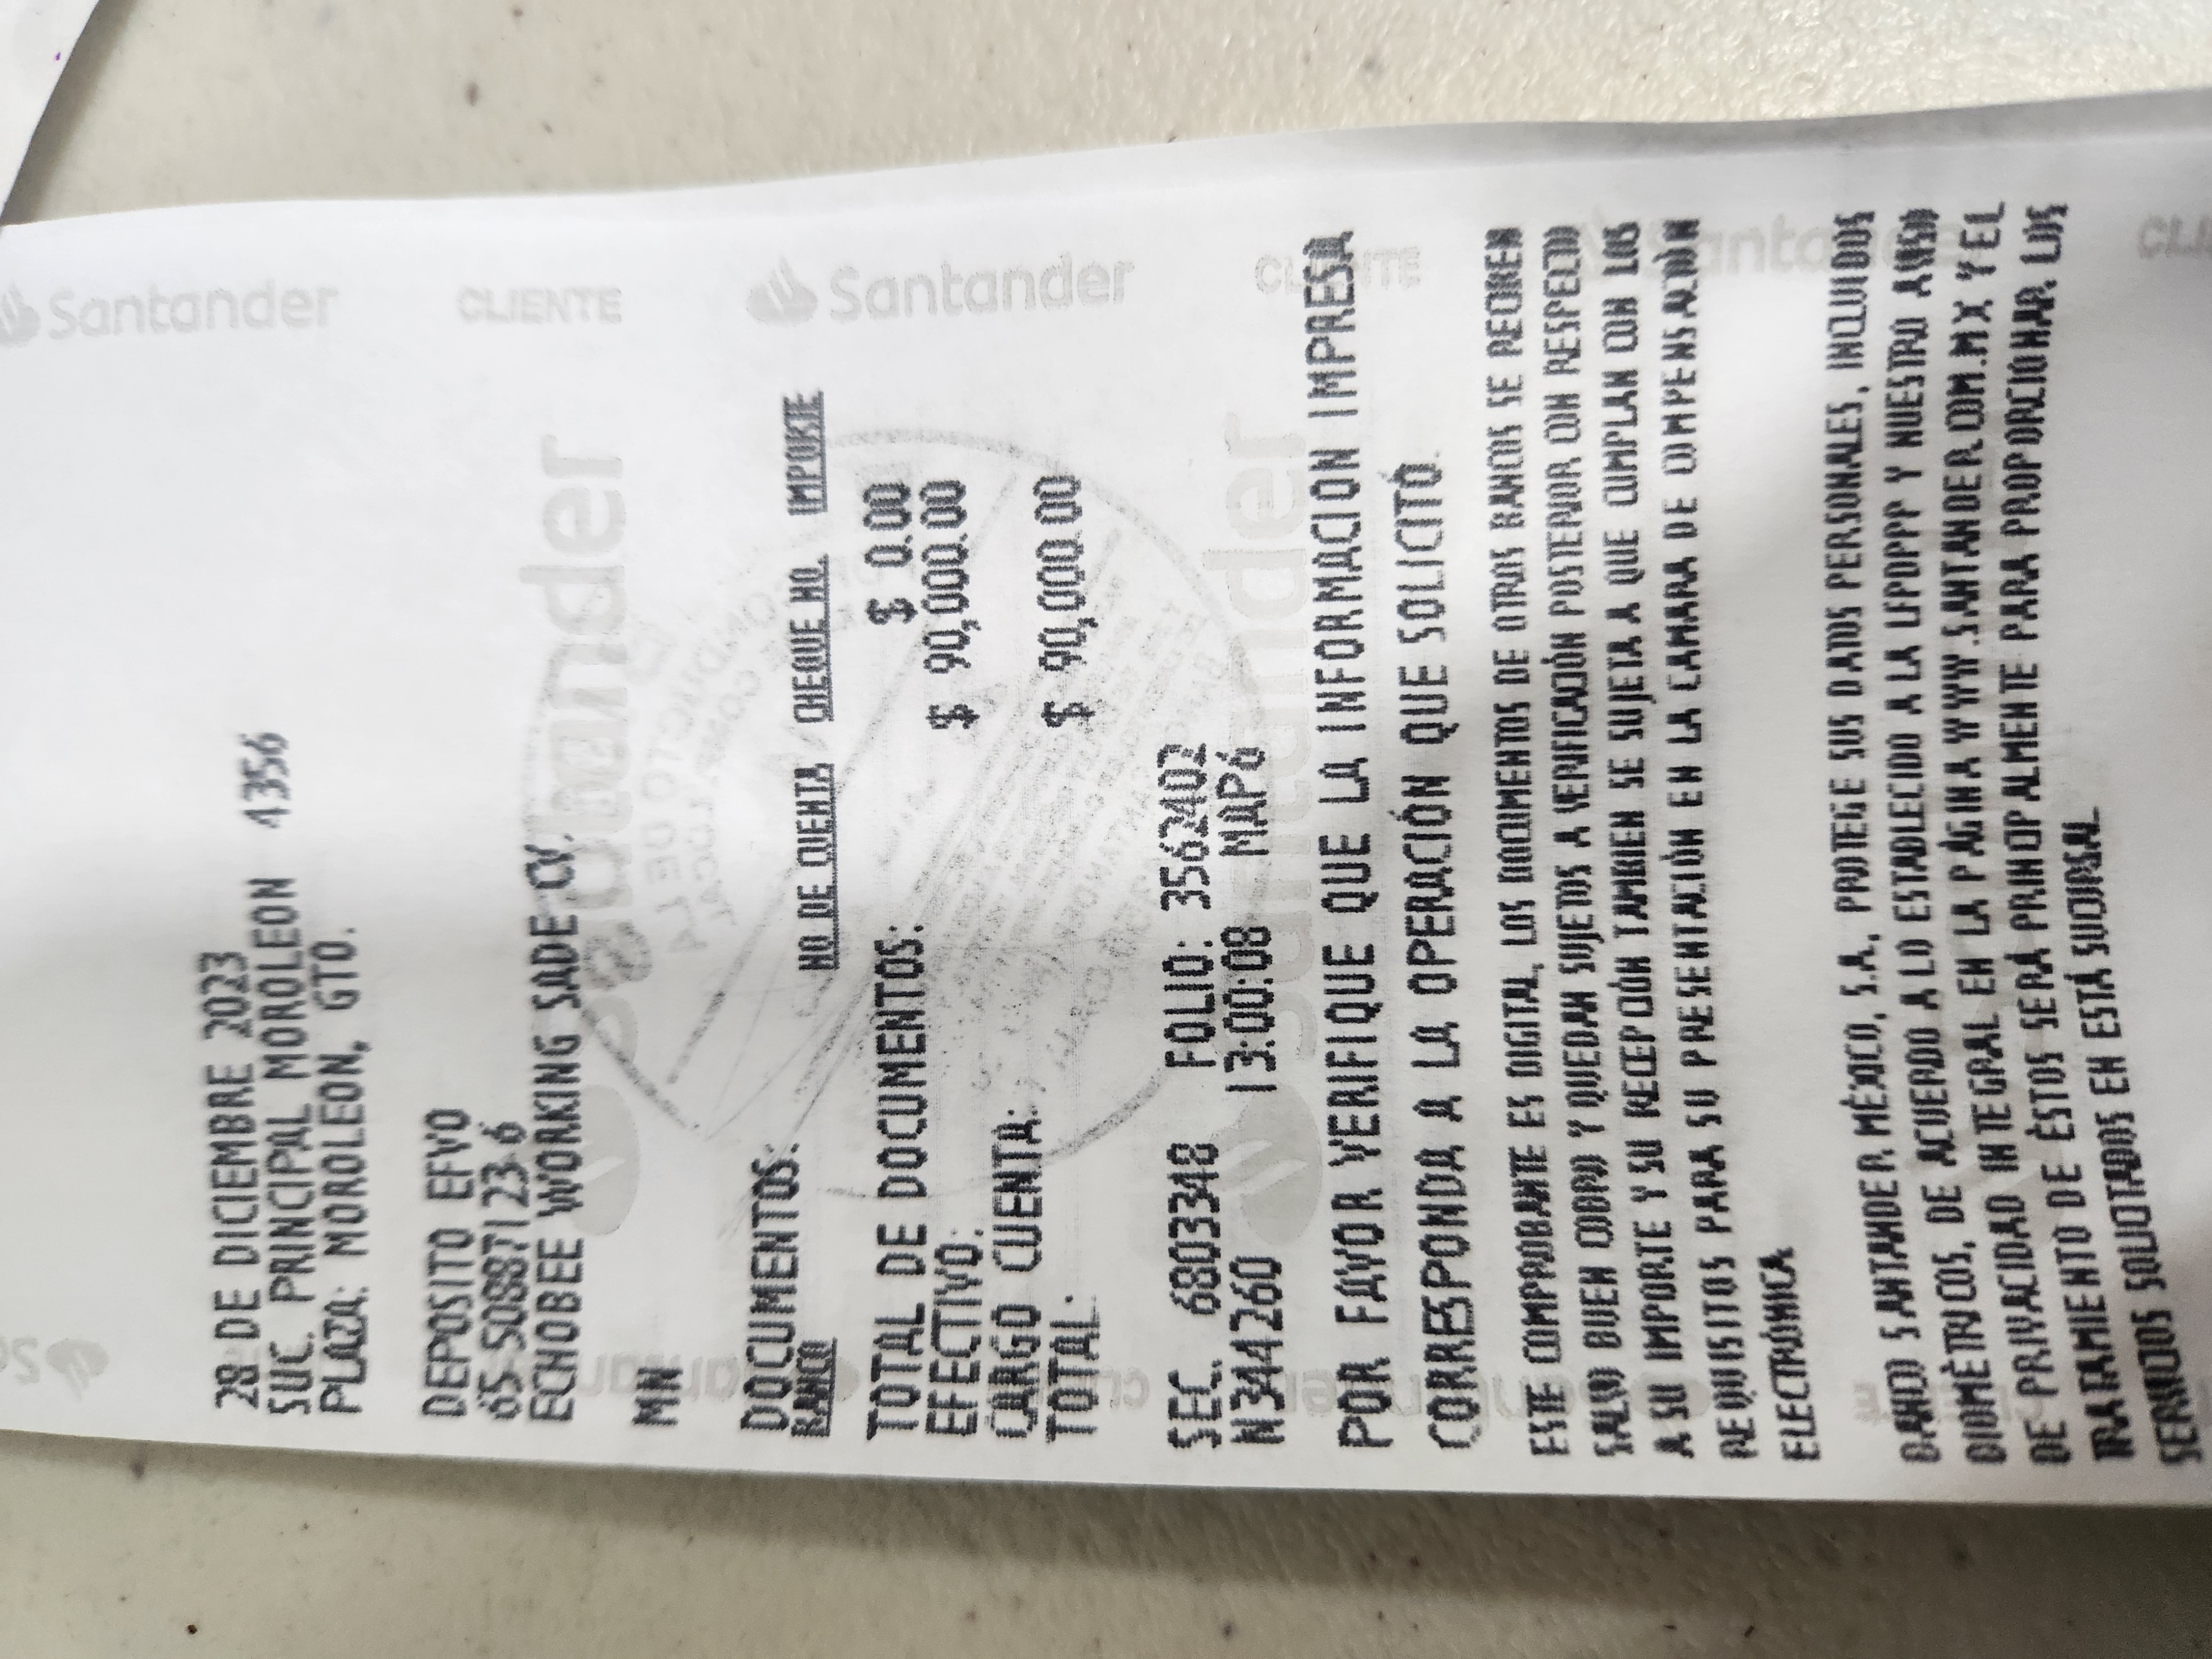 28 DE DICIEMBRE 2023
SUC. PRINCIPAL MOROLEON 4356
PLAZA: MOROLEON, GTO.
DEPOSITO EFVO
65-50887123-6
ECHOBEE WORKING SADE CV.
MN
DOCUMENTOS:
BANCO NO DE CUENTA CHEQUE NO. IMPORTE
TOTAL DE DOCUMENTOS: $ 0.00
EFECTIVO: $ 90,000.00
CARGO CUENTA:
TOTAL: $ 90,000.00
SEC. 6803348 FOLIO: 3562402
N344260 13:00:08 MAP6
POR FAVOR VERIFIQUE QUE LA INFORMACION IMPRESA
CORRESPONDA A LA OPERACIÓN QUE SOLICITÓ.
ESTE COMPROBANTE ES DIGITAL, LOS DOCUMENTOS DE OTROS BANCOS SE RECIBEN
SALVO BUEN COBRO Y QUEDAN SUJETOS A VERIFICACIÓN POSTERIOR CON RESPECTO
A SU IMPORTE Y SU RECEPCIÓN TAMBIEN SE SUJETA A QUE CUMPLAN CON LOS
REQUISITOS PARA SU PRESENTACIÓN EN LA CAMARA DE COMPENSACIÓN
ELECTRÓNICA
BANCO SANTANDER MÉXICO, S.A. PROTEGE SUS DATOS PERSONALES, INCLUIDOS
BIOMÉTRICOS, DE ACUERDO A LO ESTABLECIDO A LA LFPDPPP Y NUESTRO AVISO
DE PRIVACIDAD INTEGRAL EN LA PÁGINA WWW.SANTANDER.COM.MX Y EL
TRATAMIENTO DE ÉSTOS SERÁ PRINCIPALMENTE PARA PROPORCIONAR LOS
SERVICIOS SOLICITADOS EN ESTÁ SUCURSAL
Santander CLIENTE Santander CLIENTE Santander
Santander Santander